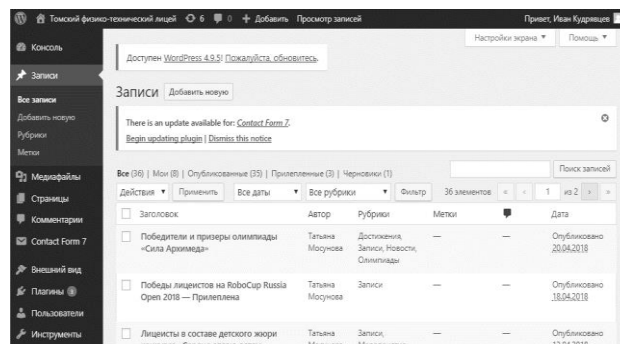 Томский физико-технический лицей 6 0 + Добавить Просмотр записей Привет, Иван Кудрявцев
Настройки экрана ▼ Помощь ▼
Консоль
Записи
Все записи
Добавить новую
Рубрики
Метки
Медиафайлы
Страницы
Комментарии
Contact Form 7
Внешний вид
Плагины 1
Пользователи
Инструменты
Доступен WordPress 4.9.5! Пожалуйста, обновитесь.
Записи Добавить новую
There is an update available for: Contact Form 7.
Begin updating plugin | Dismiss this notice
Все (36) | Мои (8) | Опубликованные (35) | Прилепленные (3) | Черновики (1)
Поиск записей
Действия ▼ Применить Все даты ▼ Все рубрики ▼ Фильтр 36 элементов « ‹ 1 из 2 › »
Заголовок Автор Рубрики Метки Дата
Победители и призеры олимпиады Татьяна Достижения, — — Опубликовано
«Сила Архимеда» Мосунова Записи, Новости, 20.04.2018
Олимпиады
Победы лицеистов на RoboCup Russia Татьяна Записи — — Опубликовано
Open 2018 — Прилеплена Мосунова 18.04.2018
Лицеисты в составе детского жюри Татьяна Записи, — — Опубликовано